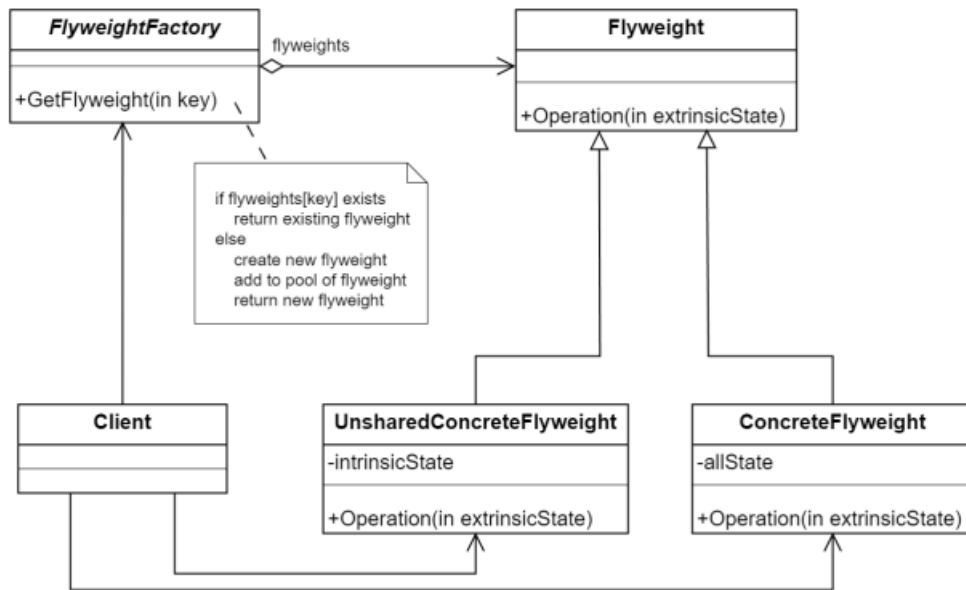 FlyweightFactory
+GetFlyweight(in key)
flyweights
Flyweight
+Operation(in extrinsicState)
if flyweights[key] exists
return existing flyweight
else
create new flyweight
add to pool of flyweight
return new flyweight
Client
UnsharedConcreteFlyweight
-intrinsicState
+Operation(in extrinsicState)
ConcreteFlyweight
-allState
+Operation(in extrinsicState)